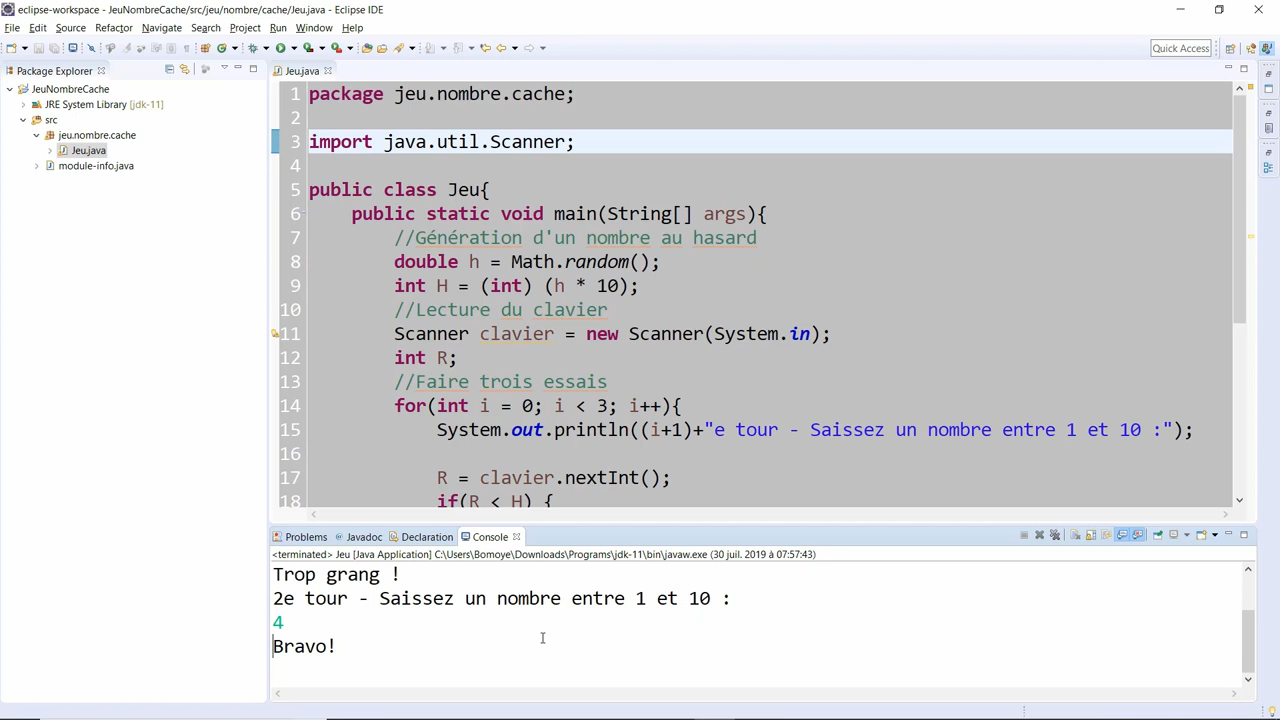 eclipse-workspace - JeuNombreCache/src/jeu/nombre/cache/Jeu.java - Eclipse IDE
File Edit Source Refactor Navigate Search Project Run Window Help
Quick Access
Package Explorer
JeuNombreCache
JRE System Library [jdk-11]
src
jeu.nombre.cache
Jeu.java
module-info.java
Jeu.java
1 package jeu.nombre.cache;
2
3 import java.util.Scanner;
4
5 public class Jeu{
6 public static void main(String[] args){
7 //Génération d'un nombre au hasard
8 double h = Math.random();
9 int H = (int) (h * 10);
10 //Lecture du clavier
11 Scanner clavier = new Scanner(System.in);
12 int R;
13 //Faire trois essais
14 for(int i = 0; i < 3; i++){
15 System.out.println((i+1)+"e tour - Saissez un nombre entre 1 et 10 :");
16
17 R = clavier.nextInt();
18 if(R < H) {
Problems Javadoc Declaration Console
<terminated> Jeu [Java Application] C:\Users\Bomoye\Downloads\Programs\jdk-11\bin\javaw.exe (30 juil. 2019 à 07:57:43)
Trop grang !
2e tour - Saissez un nombre entre 1 et 10 :
4
Bravo!